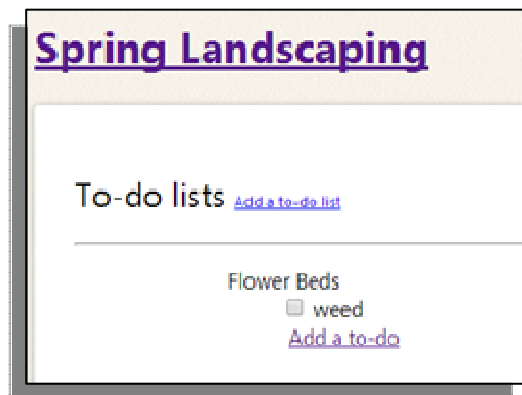 Spring Landscaping
To-do lists Add a to-do list
Flower Beds
weed
Add a to-do